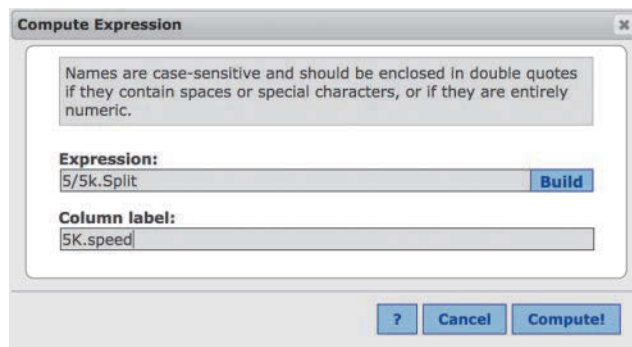 Compute Expression
Names are case-sensitive and should be enclosed in double quotes
if they contain spaces or special characters, or if they are entirely
numeric.
Expression:
5/5k.Split Build
Column label:
5K.speed
? Cancel Compute!